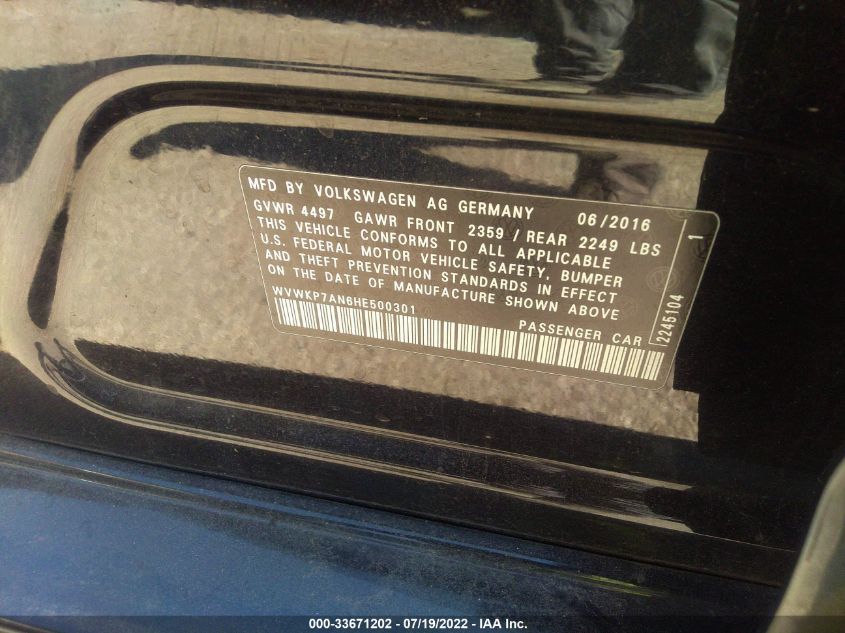 MFD BY VOLKSWAGEN AG GERMANY 06/2016
GVWR 4497 GAWR FRONT 2359 / REAR 2249 LBS
THIS VEHICLE CONFORMS TO ALL APPLICABLE
U.S. FEDERAL MOTOR VEHICLE SAFETY, BUMPER
AND THEFT PREVENTION STANDARDS IN EFFECT
ON THE DATE OF MANUFACTURE SHOWN ABOVE
WVWKP7AN6HE500301 PASSENGER CAR
2245104 1
000-33671202 - 07/19/2022 - IAA Inc.